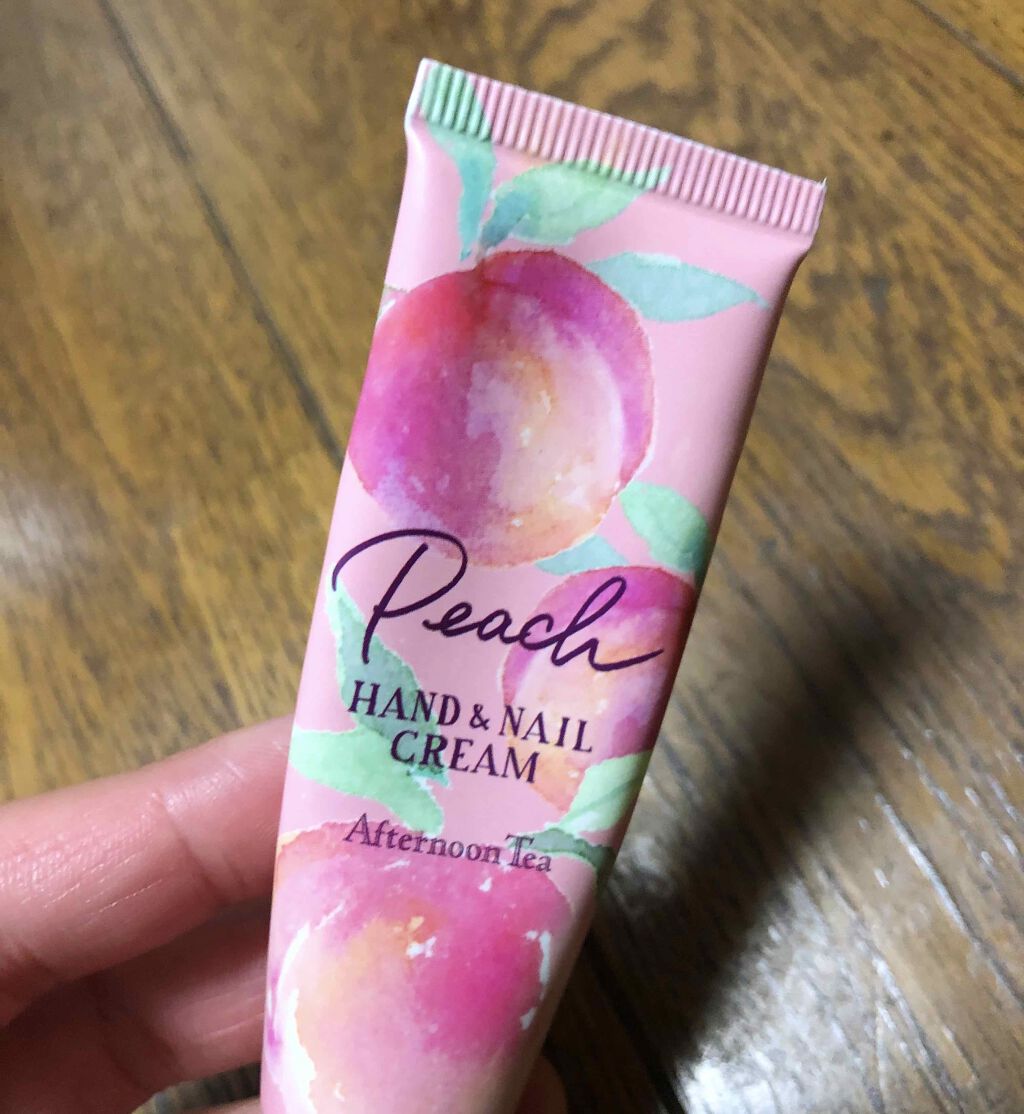 Peach
HAND & NAIL
CREAM
Afternoon Tea